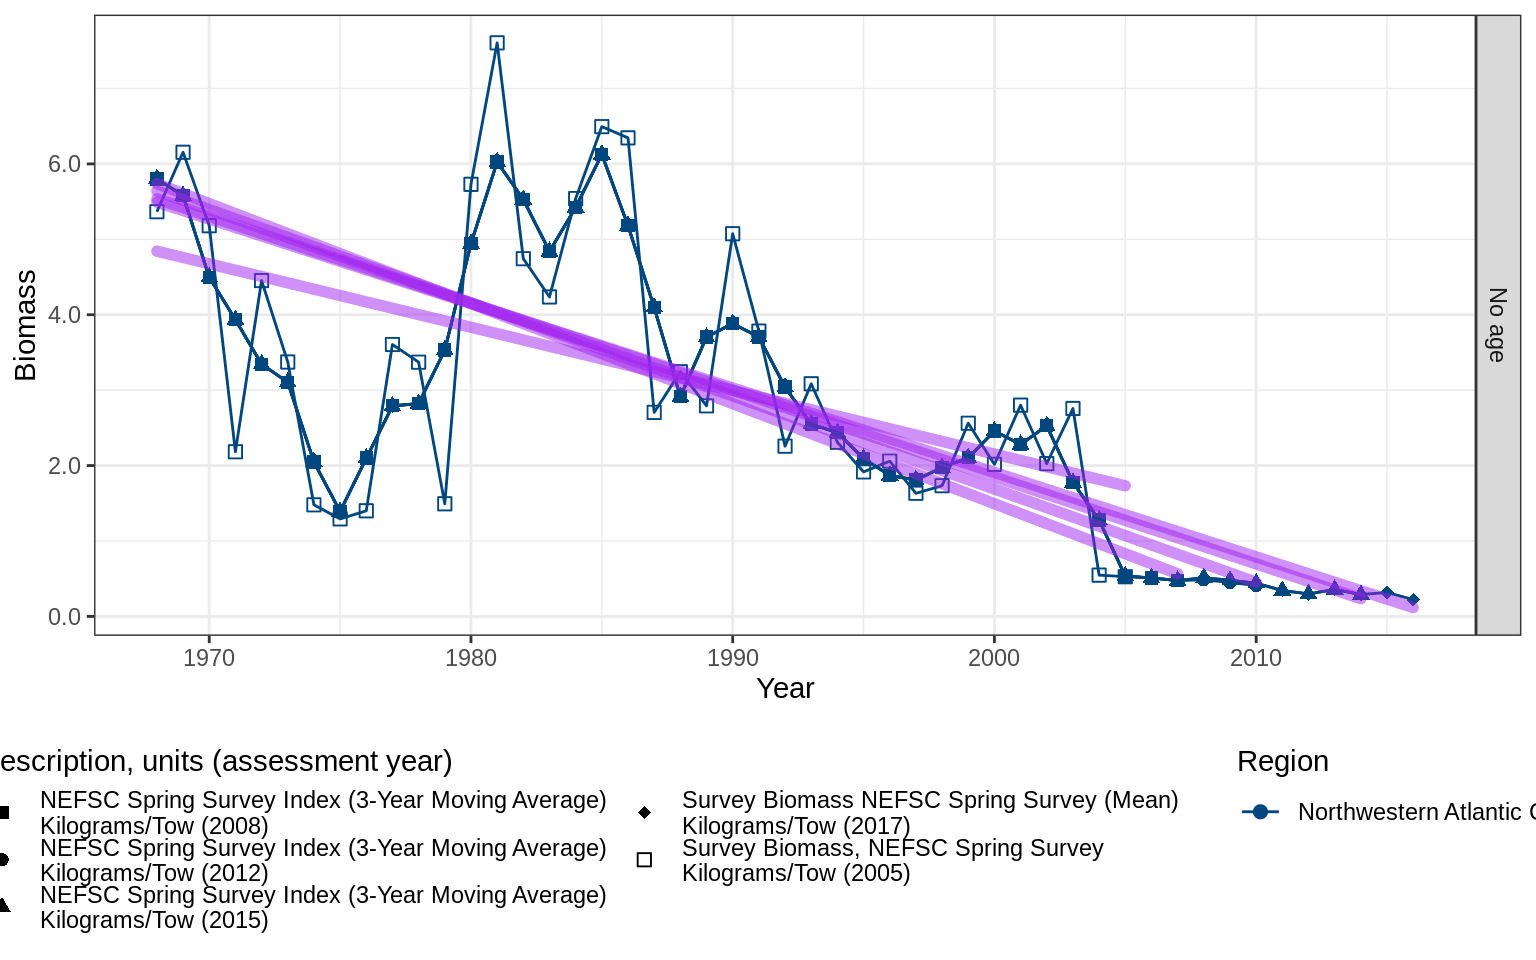 6.0
4.0
2.0
0.0
Biomass
No age
1970 1980 1990 2000 2010
Year
escription, units (assessment year)
NEFSC Spring Survey Index (3-Year Moving Average)
Kilograms/Tow (2008)
NEFSC Spring Survey Index (3-Year Moving Average)
Kilograms/Tow (2012)
NEFSC Spring Survey Index (3-Year Moving Average)
Kilograms/Tow (2015)
Survey Biomass NEFSC Spring Survey (Mean)
Kilograms/Tow (2017)
Survey Biomass, NEFSC Spring Survey
Kilograms/Tow (2005)
Region
Northwestern Atlantic